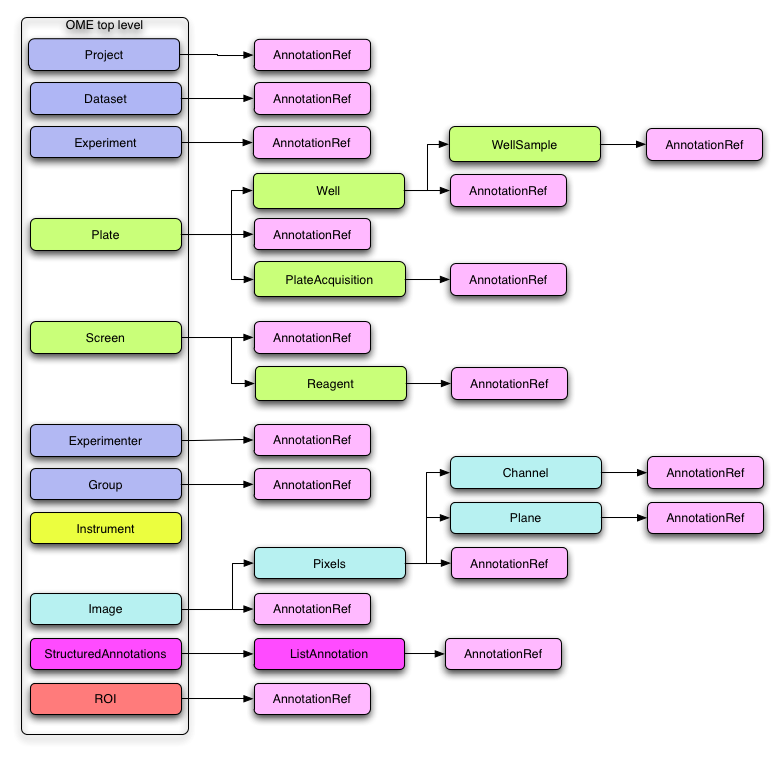 OME top level
Project
AnnotationRef
Dataset
AnnotationRef
Experiment
AnnotationRef
WellSample
AnnotationRef
Well
AnnotationRef
Plate
AnnotationRef
PlateAcquisition
AnnotationRef
Screen
AnnotationRef
Reagent
AnnotationRef
Experimenter
AnnotationRef
Channel
AnnotationRef
Group
AnnotationRef
Plane
AnnotationRef
Instrument
Pixels
AnnotationRef
Image
AnnotationRef
StructuredAnnotations
ListAnnotation
AnnotationRef
ROI
AnnotationRef